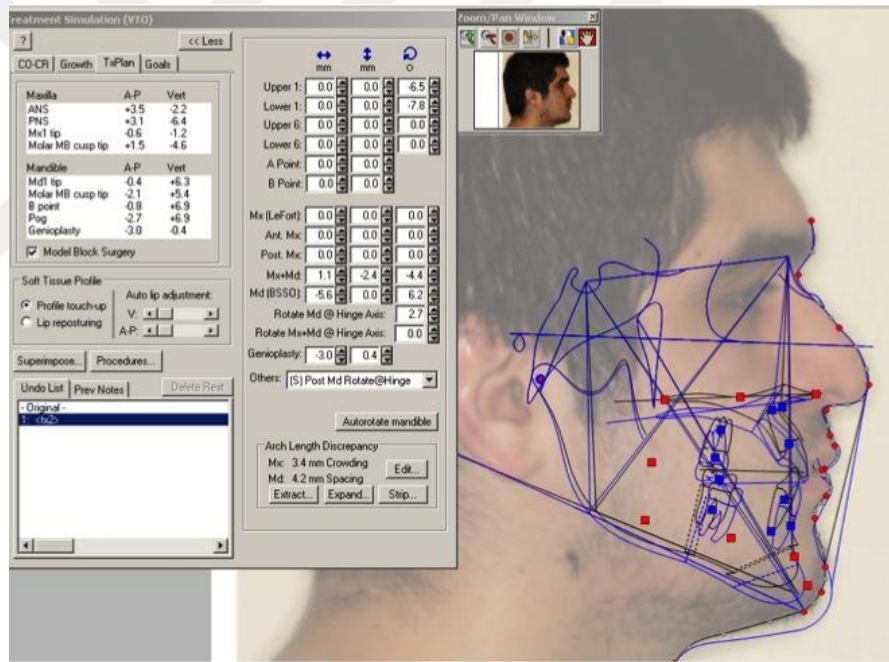 reatment Simulation (VTO)
?
<< Less
CO-CR Growth TxPlan Goals
Maxilla A-P Vert
ANS +3.5 -2.2
PNS +3.1 -6.4
Mx1 tip -0.6 -1.2
Molar MB cusp tip +1.5 -4.6
Mandible A-P Vert
Md1 tip -0.4 +6.3
Molar MB cusp tip -2.1 +5.4
B point -0.8 +6.9
Pog -2.7 +6.9
Genioplasty -3.0 -0.4
Model Block Surgery
Soft Tissue Profile
Profile touch-up
Lip reposturing
Auto lip adjustment:
V:
A-P:
Superimpose... Procedures...
Undo List Prev Notes Delete Rest
- Original -
1: <tx2>
mm mm o
Upper 1: 0.0 0.0 -6.5
Lower 1: 0.0 0.0 -7.8
Upper 6: 0.0 0.0 0.0
Lower 6: 0.0 0.0 0.0
A Point: 0.0 0.0
B Point: 0.0 0.0
Mx (LeFort): 0.0 0.0 0.0
Ant. Mx: 0.0 0.0 0.0
Post. Mx: 0.0 0.0 0.0
Mx+Md: 1.1 -2.4 -4.4
Md (BSSO): -5.6 0.0 6.2
Rotate Md @ Hinge Axis: 2.7
Rotate Mx+Md @ Hinge Axis: 0.0
Genioplasty: -3.0 0.4
Others: (S) Post Md Rotate@Hinge
Autorotate mandible
Arch Length Discrepancy
Mx: 3.4 mm Crowding
Md: 4.2 mm Spacing
Edit...
Extract... Expand... Strip...
Zoom/Pan Window